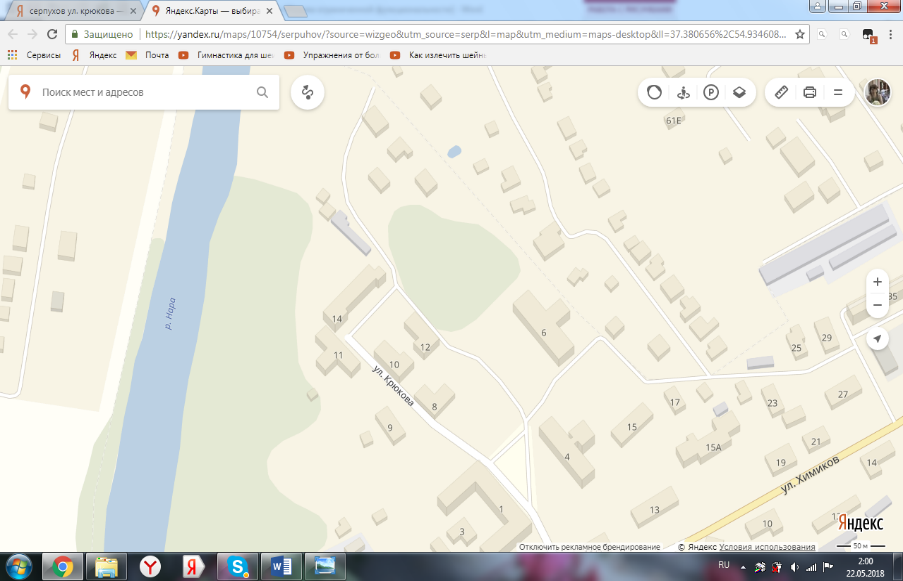 серпухов ул. крюкова —
Яндекс.Карты — выбира
Защищено
https://yandex.ru/maps/10754/serpuhov/?source=wizgeo&utm_source=serp&l=map&utm_medium=maps-desktop&ll=37.380656%2C54.934608...
1
Сервисы
Яндекс
Почта
Гимнастика для ше
Упражнения от бол
Как излечить шейн
Поиск мест и адресов
61Е
р. Нара
14
11
10
12
6
8
9
ул. Крюкова
1
3
4
15
17
15А
13
25
29
35
23
27
21
19
14
10
ул. Химиков
Яндекс
Отключить рекламное брендирование
© Яндекс Условия использования
50 м
RU
2:00
22.05.2018